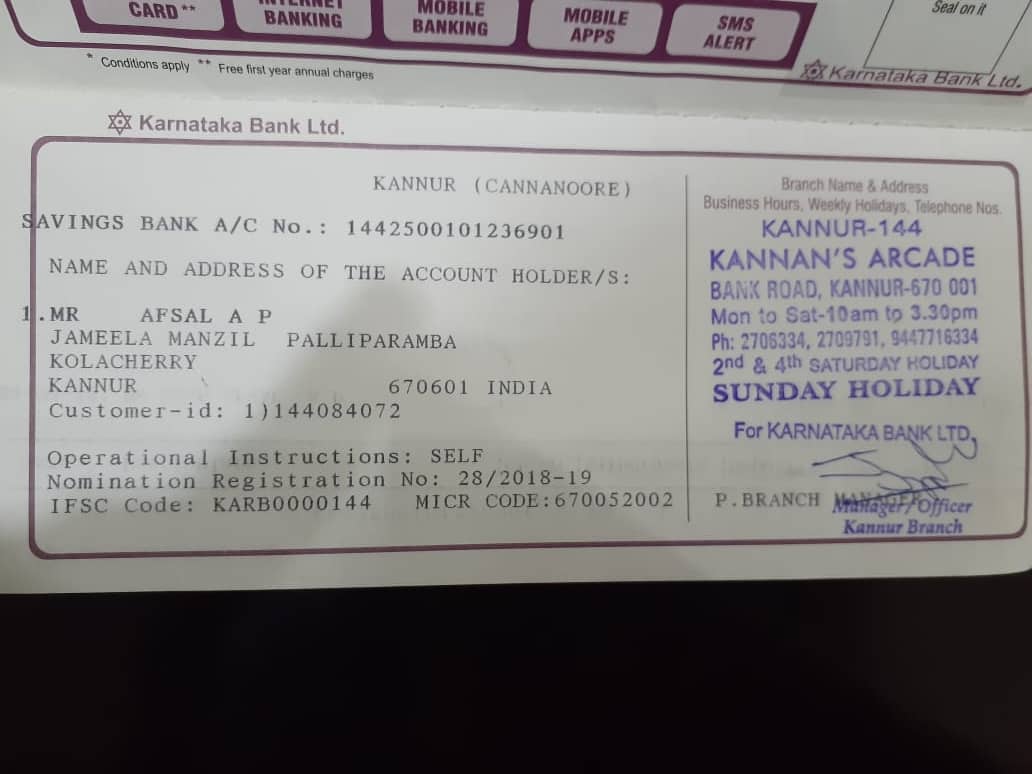 CARD**
BANKING
MOBILE
BANKING
MOBILE
APPS
SMS
ALERT
Seal on it
* Conditions apply ** Free first year annual charges
Karnataka Bank Ltd.
Karnataka Bank Ltd.
KANNUR (CANNANOORE)
SAVINGS BANK A/C No.: 1442500101236901
NAME AND ADDRESS OF THE ACCOUNT HOLDER/S:
1.MR AFSAL A P
JAMEELA MANZIL PALLIPARAMBA
KOLACHERRY
KANNUR 670601 INDIA
Customer-id: 1)144084072
Operational Instructions: SELF
Nomination Registration No: 28/2018-19
IFSC Code: KARB0000144 MICR CODE:670052002
Branch Name & Address
Business Hours, Weekly Holidays, Telephone Nos.
KANNUR-144
KANNAN'S ARCADE
BANK ROAD, KANNUR-670 001
Mon to Sat-10am to 3.30pm
Ph: 2706334, 2709791, 9447716334
2nd & 4th SATURDAY HOLIDAY
SUNDAY HOLIDAY
For KARNATAKA BANK LTD,
P.BRANCH MANAGER
Manager/Officer
Kannur Branch